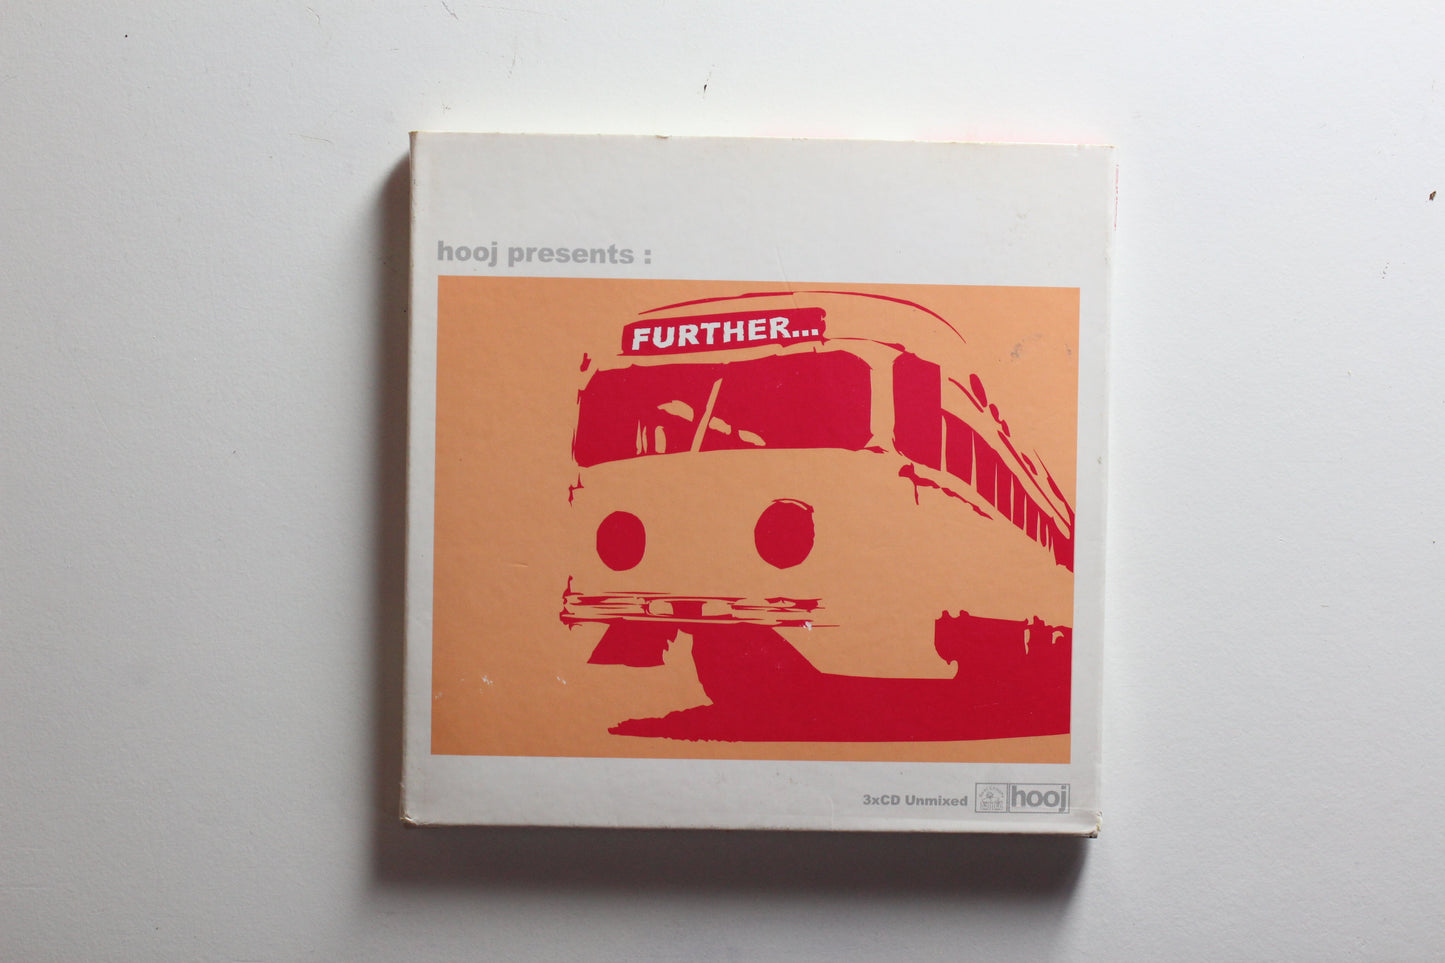 hooj presents :
FURTHER...
3xCD Unmixed
hooj